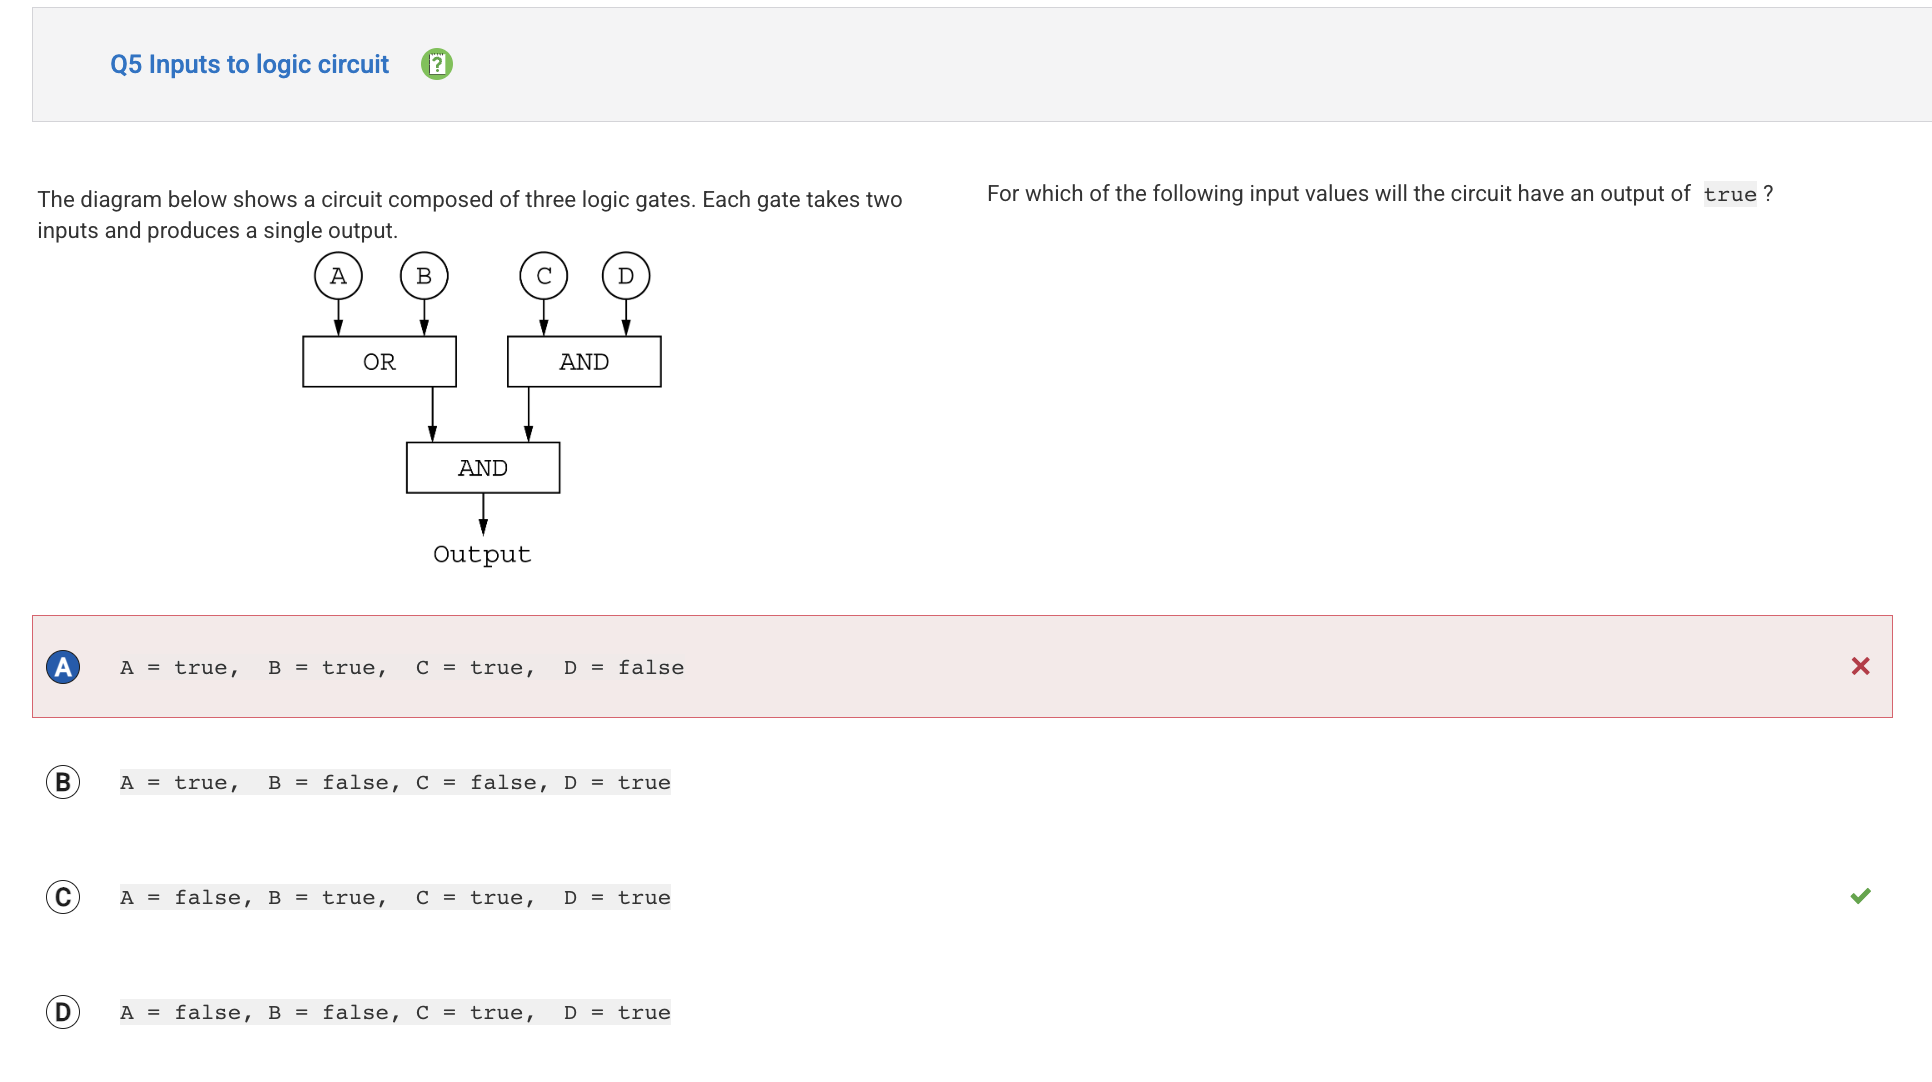 Q5 Inputs to logic circuit
The diagram below shows a circuit composed of three logic gates. Each gate takes two
inputs and produces a single output.
A B C D
OR AND
AND
Output
For which of the following input values will the circuit have an output of true ?
A A = true, B = true, C = true, D = false
B A = true, B = false, C = false, D = true
C A = false, B = true, C = true, D = true
D A = false, B = false, C = true, D = true